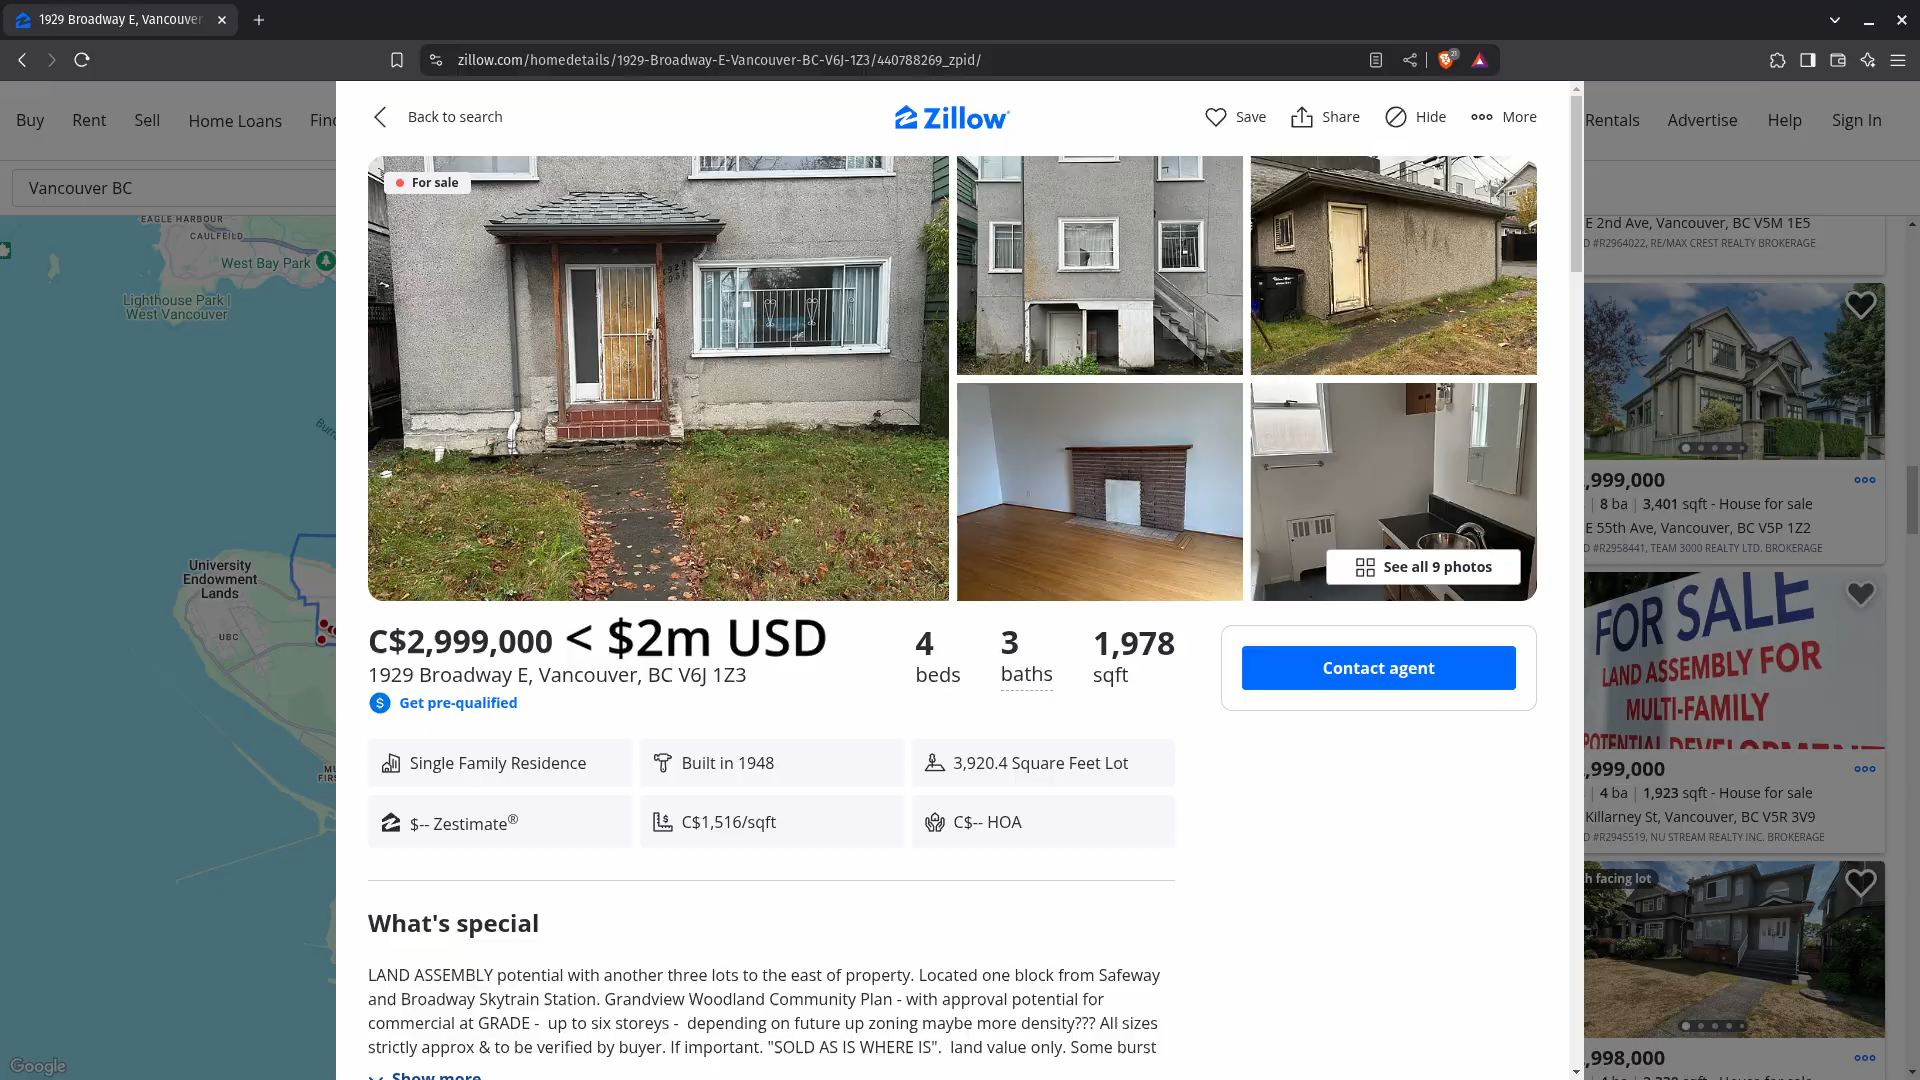 1929 Broadway E, Vancouver
zillow.com/homedetails/1929-Broadway-E-Vancouver-BC-V6J-1Z3/440788269_zpid/
21
Buy Rent Sell Home Loans Find
Back to search
Zillow
Save Share Hide More
Rentals Advertise Help Sign In
Vancouver BC
For sale
EAGLE HARBOUR
CAULFEILD
West Bay Park
Lighthouse Park |
West Vancouver
University
Endowment
Lands
UBC
Google
See all 9 photos
C$2,999,000 < $2m USD
1929 Broadway E, Vancouver, BC V6J 1Z3
Get pre-qualified
4
beds
3
baths
1,978
sqft
Contact agent
Single Family Residence
Built in 1948
3,920.4 Square Feet Lot
$-- Zestimate®
C$1,516/sqft
C$-- HOA
What's special
LAND ASSEMBLY potential with another three lots to the east of property. Located one block from Safeway
and Broadway Skytrain Station. Grandview Woodland Community Plan - with approval potential for
commercial at GRADE - up to six storeys - depending on future up zoning maybe more density??? All sizes
strictly approx & to be verified by buyer. If important. "SOLD AS IS WHERE IS". land value only. Some burst
Show more
E 2nd Ave, Vancouver, BC V5M 1E5
D #R2964022, RE/MAX CREST REALTY BROKERAGE
,999,000
| 8 ba | 3,401 sqft - House for sale
E 55th Ave, Vancouver, BC V5P 1Z2
D #R2958441, TEAM 3000 REALTY LTD. BROKERAGE
FOR SALE
LAND ASSEMBLY FOR
MULTI-FAMILY
POTENTIAL DEVELOPMENT
,999,000
| 4 ba | 1,923 sqft - House for sale
Killarney St, Vancouver, BC V5R 3V9
D #R2945519, NU STREAM REALTY INC. BROKERAGE
h facing lot
,998,000